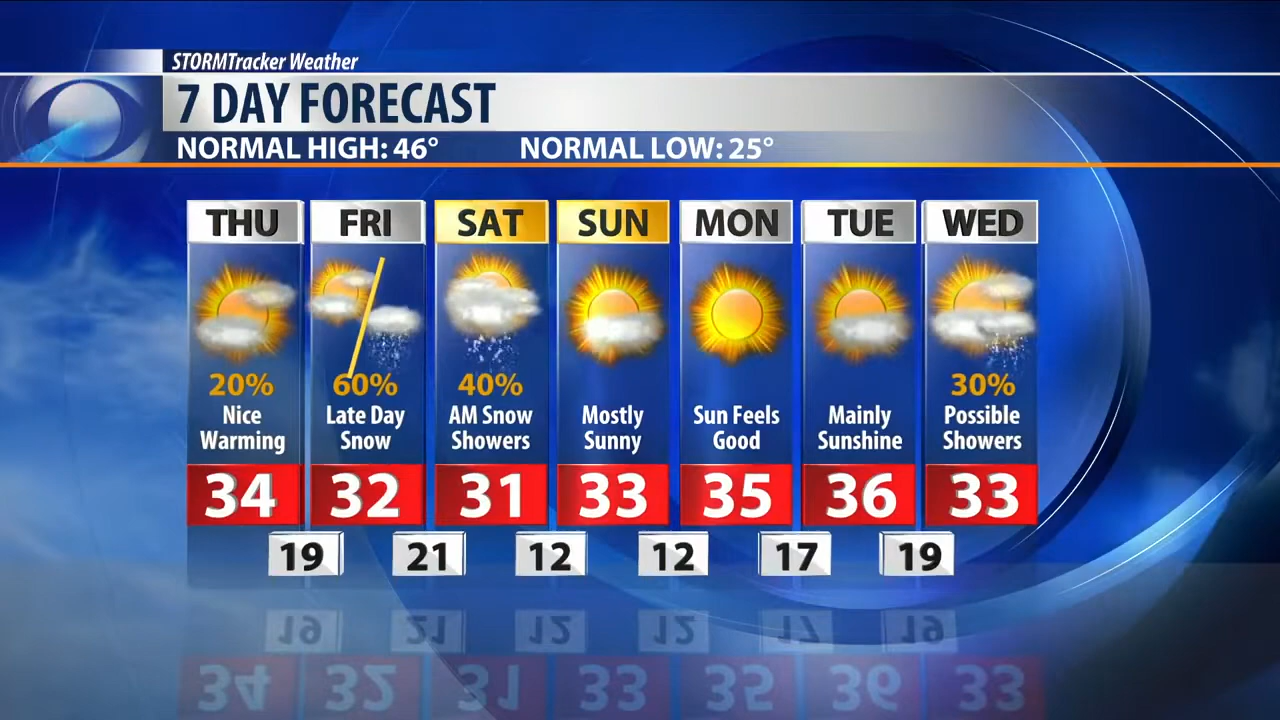 STORMTracker Weather
7 DAY FORECAST
NORMAL HIGH: 46° NORMAL LOW: 25°
THU FRI SAT SUN MON TUE WED
20% 60% 40% 30%
Nice Late Day AM Snow Mostly Sun Feels Mainly Possible
Warming Snow Showers Sunny Good Sunshine Showers
34 32 31 33 35 36 33
19 21 12 12 17 19